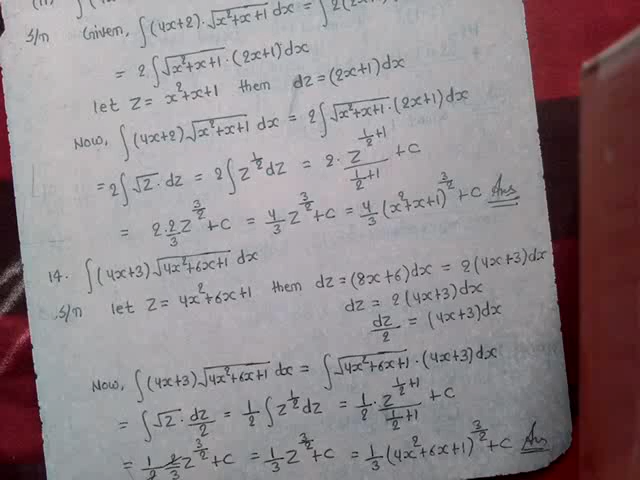 S/n Given, ∫(4x+2).√x²+x+1 dx = ∫2(2x+1)
= 2∫√x²+x+1 . (2x+1)dx
let Z = x²+x+1 them dz = (2x+1)dx
Now, ∫(4x+2)√x²+x+1 dx = 2∫√x²+x+1 . (2x+1)dx
= 2∫√Z . dz = 2∫Z^{1/2} dz = 2 . Z^{1/2+1}/(1/2+1) + C
= 2.2/3 Z^{3/2} + C = 4/3 Z^{3/2} + C = 4/3 (x²+x+1)^{3/2} + C Ans
14. ∫(4x+3)√4x²+6x+1 dx
S/n let Z = 4x²+6x+1 them dz = (8x+6)dx = 2(4x+3)dx
dz = 2(4x+3)dx
dz/2 = (4x+3)dx
Now, ∫(4x+3)√4x²+6x+1 dx = ∫√4x²+6x+1 . (4x+3)dx
= ∫√Z . dz/2 = 1/2 ∫Z^{1/2} dz = 1/2 . Z^{1/2+1}/(1/2+1) + C
= 1/2 . 2/3 Z^{3/2} + C = 1/3 Z^{3/2} + C = 1/3 (4x²+6x+1)^{3/2} + C Ans